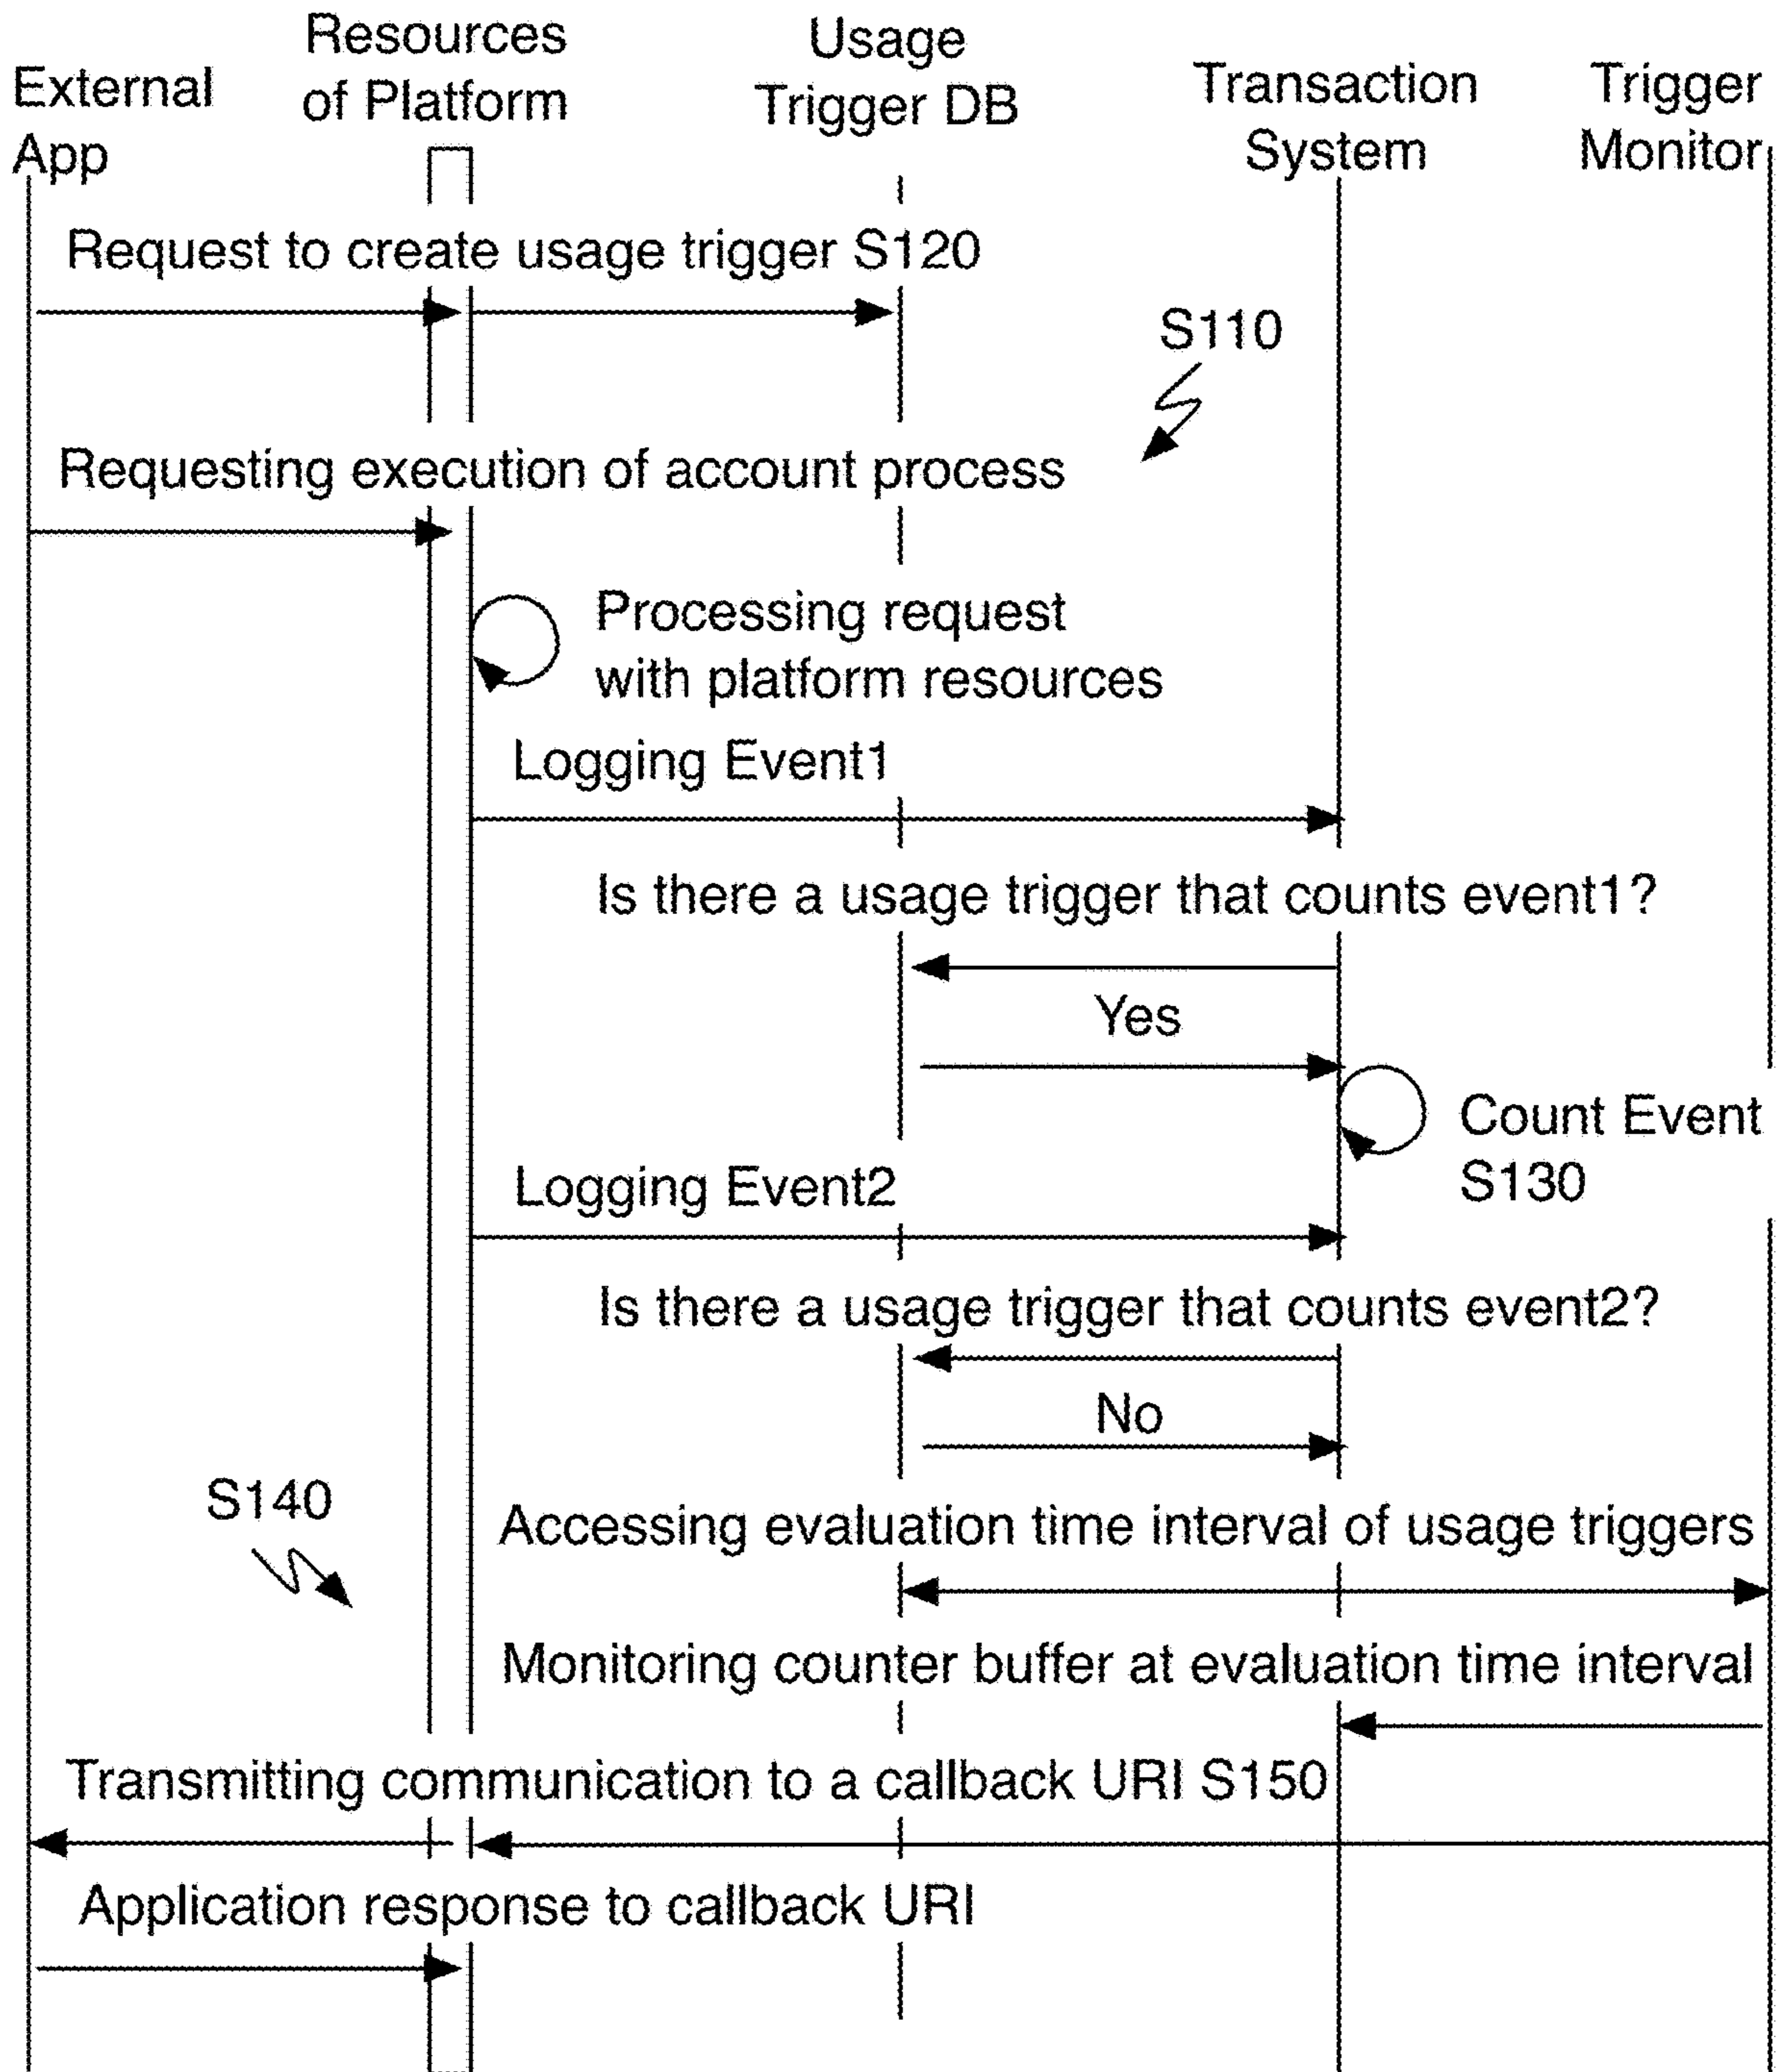 External
App
Resources
of Platform
Usage
Trigger DB
Transaction
System
Trigger
Monitor
Request to create usage trigger S120
S110
Requesting execution of account process
Processing request
with platform resources
Logging Event1
Is there a usage trigger that counts event1?
Yes
Count Event
S130
Logging Event2
Is there a usage trigger that counts event2?
No
S140
Accessing evaluation time interval of usage triggers
Monitoring counter buffer at evaluation time interval
Transmitting communication to a callback URI S150
Application response to callback URI